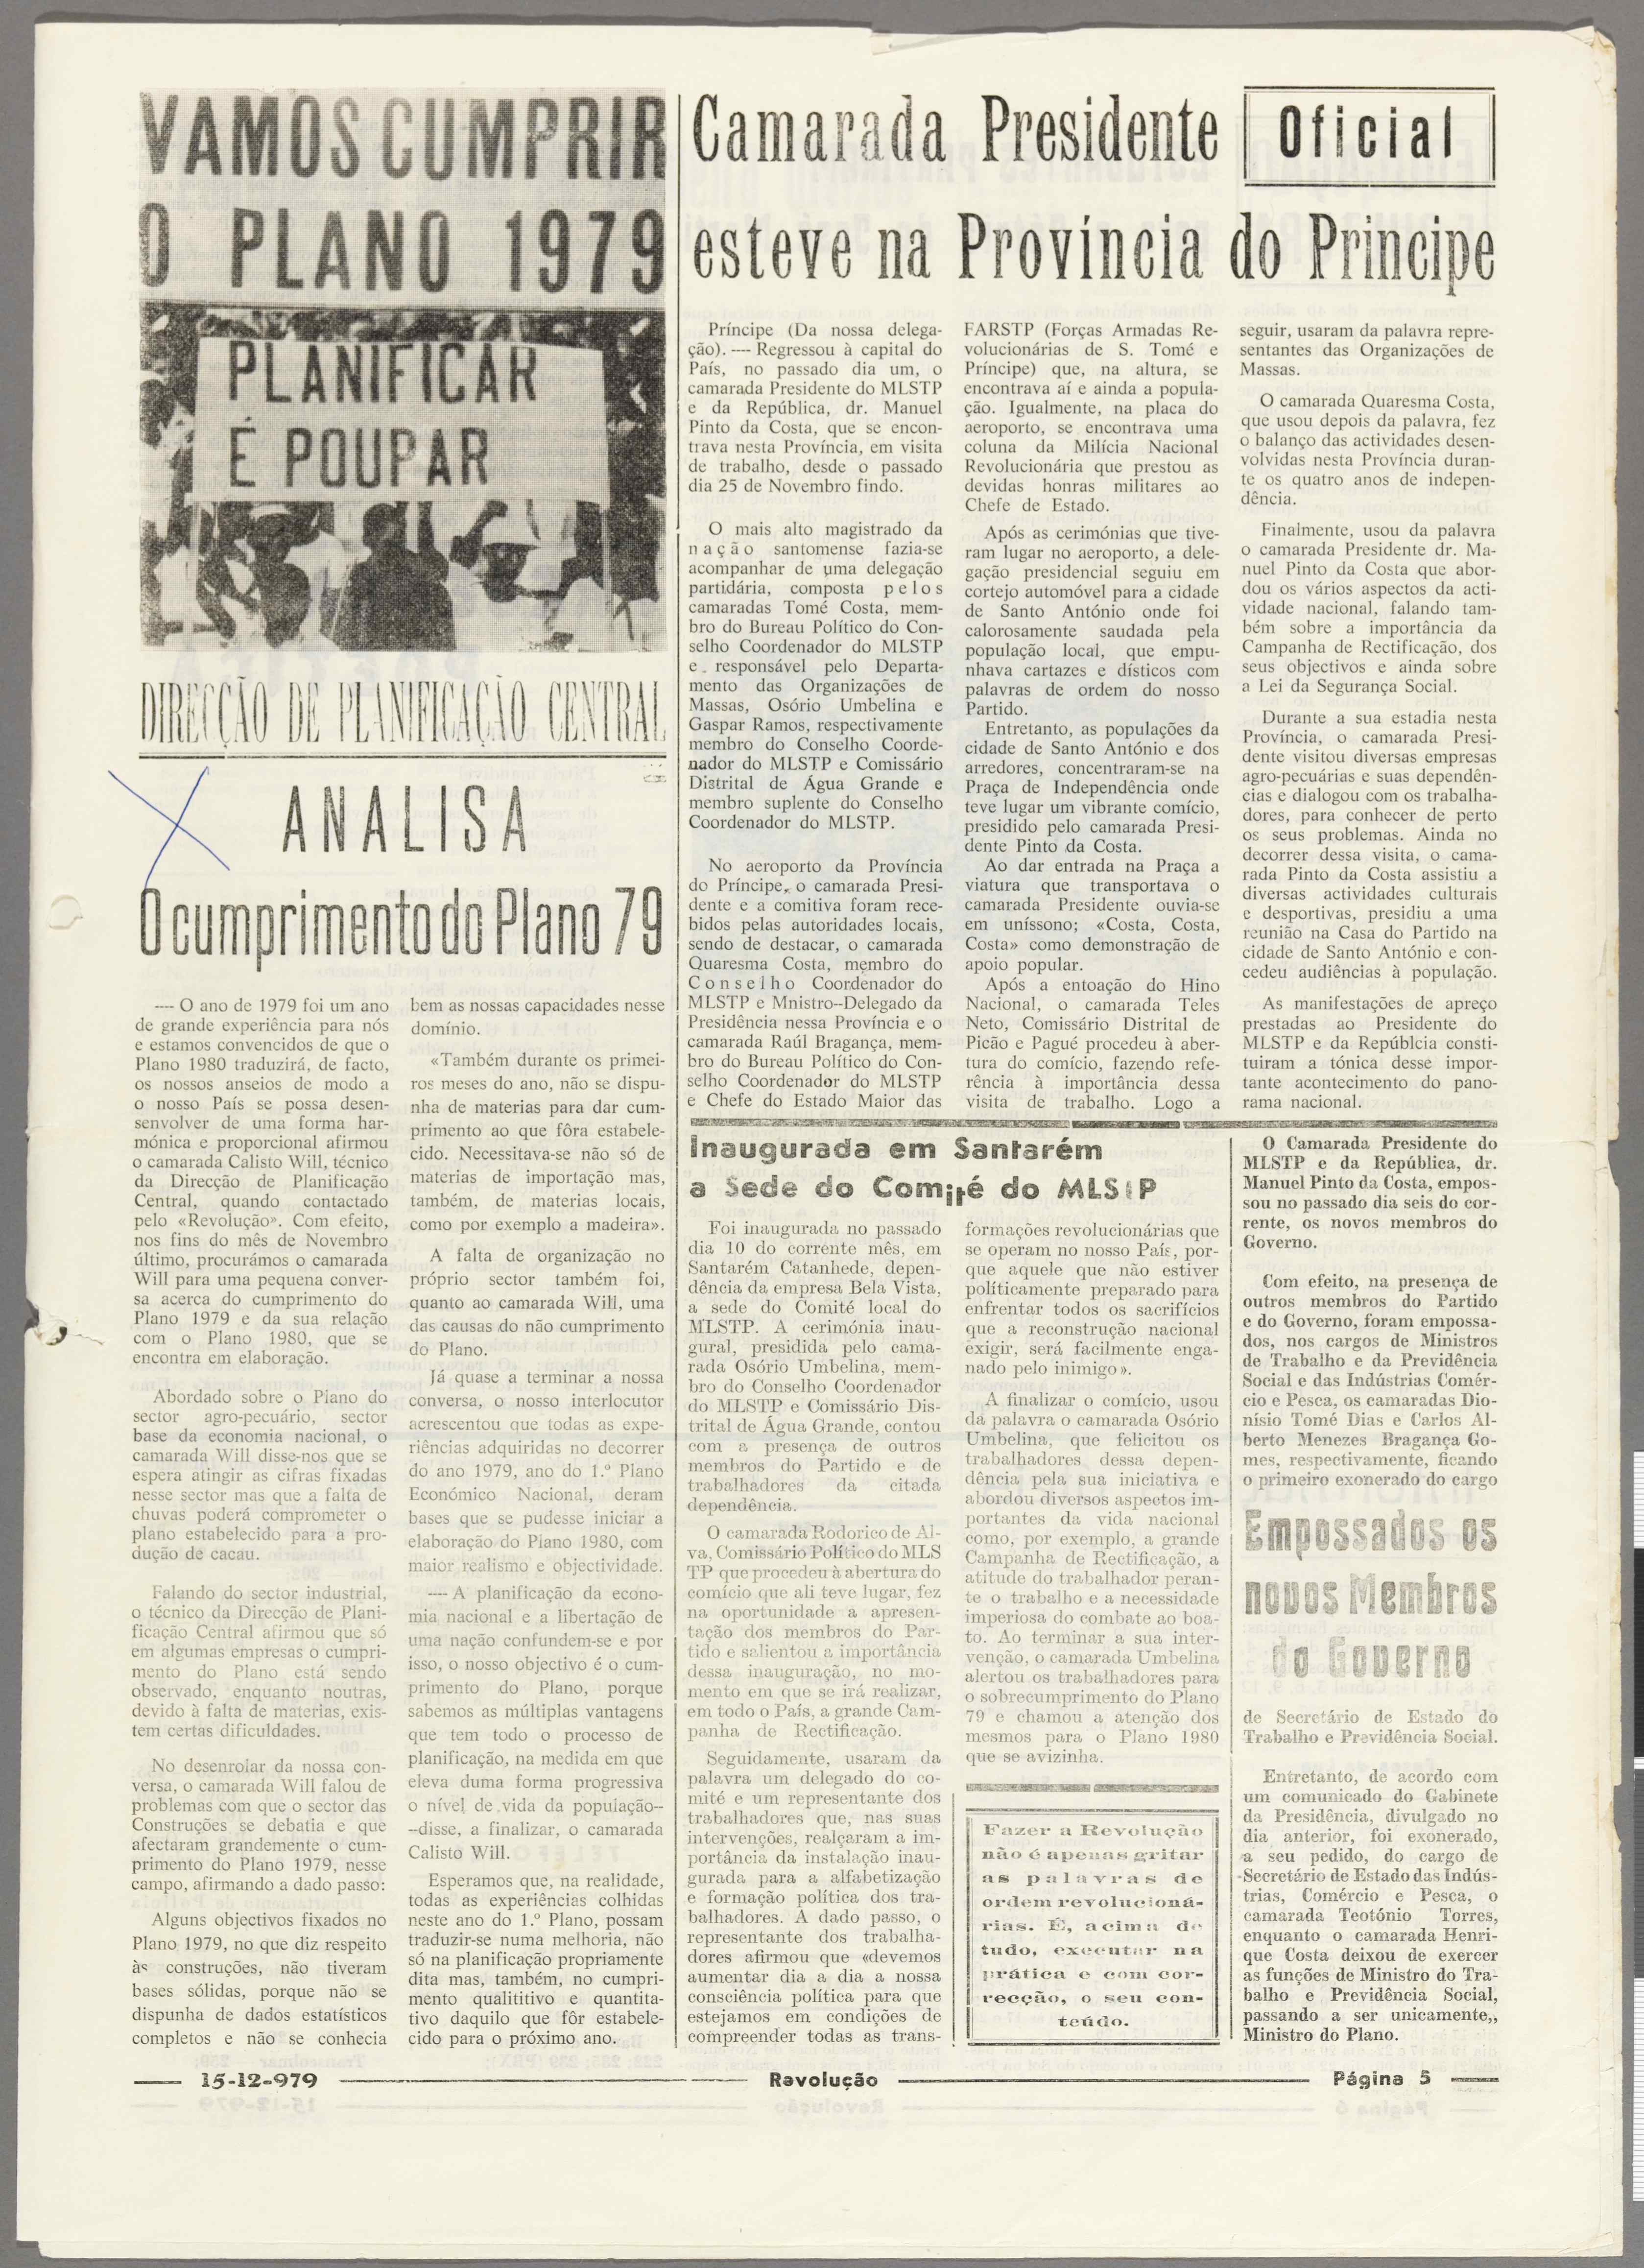 VAMOS CUMPRIR
O PLANO 1979
PLANIFICAR
É POUPAR
DIRECÇÃO DE PLANIFICAÇÃO CENTRAL
ANALISA
O cumprimento do Plano 79
---- O ano de 1979 foi um ano
de grande experiência para nós
e estamos convencidos de que o
Plano 1980 traduzirá, de facto,
os nossos anseios de modo a
o nosso País se possa desen-
senvolver de uma forma har-
mónica e proporcional afirmou
o camarada Calisto Will, técnico
da Direcção de Planificação
Central, quando contactado
pelo «Revolução». Com efeito,
nos fins do mês de Novembro
último, procurámos o camarada
Will para uma pequena conver-
sa acerca do cumprimento do
Plano 1979 e da sua relação
com o Plano 1980, que se
encontra em elaboração.
Abordado sobre o Plano do
sector agro-pecuário, sector
base da economia nacional, o
camarada Will disse-nos que se
espera atingir as cifras fixadas
nesse sector mas que a falta de
chuvas poderá comprometer o
plano estabelecido para a pro-
dução de cacau.
Falando do sector industrial,
o técnico da Direcção de Plani-
ficação Central afirmou que só
em algumas empresas o cumpri-
mento do Plano está sendo
observado, enquanto noutras,
devido à falta de materias, exis-
tem certas dificuldades.
No desenrolar da nossa con-
versa, o camarada Will falou de
problemas com que o sector das
Construções se debatia e que
afectaram grandemente o cum-
primento do Plano 1979, nesse
campo, afirmando a dado passo:
Alguns objectivos fixados no
Plano 1979, no que diz respeito
às construções, não tiveram
bases sólidas, porque não se
dispunha de dados estatísticos
completos e não se conhecia
bem as nossas capacidades nesse
domínio.
«Também durante os primei-
ros meses do ano, não se dispu-
nha de materias para dar cum-
primento ao que fôra estabele-
cido. Necessitava-se não só de
materias de importação mas,
também, de materias locais,
como por exemplo a madeira».
A falta de organização no
próprio sector também foi,
quanto ao camarada Will, uma
das causas do não cumprimento
do Plano.
Já quase a terminar a nossa
conversa, o nosso interlocutor
acrescentou que todas as expe-
riências adquiridas no decorrer
do ano 1979, ano do 1.º Plano
Económico Nacional, deram
bases que se pudesse iniciar a
elaboração do Plano 1980, com
maior realismo e objectividade.
---- A planificação da econo-
mia nacional e a libertação de
uma nação confundem-se e por
isso, o nosso objectivo é o cum-
primento do Plano, porque
sabemos as múltiplas vantagens
que tem todo o processo de
planificação, na medida em que
eleva duma forma progressiva
o nível de vida da população--
--disse, a finalizar, o camarada
Calisto Will.
Esperamos que, na realidade,
todas as experiências colhidas
neste ano do 1.º Plano, possam
traduzir-se numa melhoria, não
só na planificação propriamente
dita mas, também, no cumpri-
mento qualititivo e quantita-
tivo daquilo que fôr estabele-
cido para o próximo ano.
Camarada Presidente
Oficial
esteve na Província do Principe
Príncipe (Da nossa delega-
ção). ---- Regressou à capital do
País, no passado dia um, o
camarada Presidente do MLSTP
e da República, dr. Manuel
Pinto da Costa, que se encon-
trava nesta Província, em visita
de trabalho, desde o passado
dia 25 de Novembro findo.
O mais alto magistrado da
nação santomense fazia-se
acompanhar de uma delegação
partidária, composta pelos
camaradas Tomé Costa, mem-
bro do Bureau Político do Con-
selho Coordenador do MLSTP
e responsável pelo Departa-
mento das Organizações de
Massas, Osório Umbelina e
Gaspar Ramos, respectivamente
membro do Conselho Coorde-
nador do MLSTP e Comissário
Distrital de Água Grande e
membro suplente do Conselho
Coordenador do MLSTP.
No aeroporto da Província
do Príncipe, o camarada Presi-
dente e a comitiva foram rece-
bidos pelas autoridades locais,
sendo de destacar, o camarada
Quaresma Costa, membro do
Conselho Coordenador do
MLSTP e Mnistro--Delegado da
Presidência nessa Província e o
camarada Raúl Bragança, mem-
bro do Bureau Político do Con-
selho Coordenador do MLSTP
e Chefe do Estado Maior das
FARSTP (Forças Armadas Re-
volucionárias de S. Tomé e
Príncipe) que, na altura, se
encontrava aí e ainda a popula-
ção. Igualmente, na placa do
aeroporto, se encontrava uma
coluna da Milícia Nacional
Revolucionária que prestou as
devidas honras militares ao
Chefe de Estado.
Após as cerimónias que tive-
ram lugar no aeroporto, a dele-
gação presidencial seguiu em
cortejo automóvel para a cidade
de Santo António onde foi
calorosamente saudada pela
população local, que empu-
nhava cartazes e dísticos com
palavras de ordem do nosso
Partido.
Entretanto, as populações da
cidade de Santo António e dos
arredores, concentraram-se na
Praça de Independência onde
teve lugar um vibrante comício,
presidido pelo camarada Presi-
dente Pinto da Costa.
Ao dar entrada na Praça a
viatura que transportava o
camarada Presidente ouvia-se
em uníssono; «Costa, Costa,
Costa» como demonstração de
apoio popular.
Após a entoação do Hino
Nacional, o camarada Teles
Neto, Comissário Distrital de
Picão e Pagué procedeu à aber-
tura do comício, fazendo refe-
rência à importância dessa
visita de trabalho. Logo a
seguir, usaram da palavra repre-
sentantes das Organizações de
Massas.
O camarada Quaresma Costa,
que usou depois da palavra, fez
o balanço das actividades desen-
volvidas nesta Província duran-
te os quatro anos de indepen-
dência.
Finalmente, usou da palavra
o camarada Presidente dr. Ma-
nuel Pinto da Costa que abor-
dou os vários aspectos da acti-
vidade nacional, falando tam-
bém sobre a importância da
Campanha de Rectificação, dos
seus objectivos e ainda sobre
a Lei da Segurança Social.
Durante a sua estadia nesta
Província, o camarada Presi-
dente visitou diversas empresas
agro-pecuárias e suas dependên-
cias e dialogou com os trabalha-
dores, para conhecer de perto
os seus problemas. Ainda no
decorrer dessa visita, o cama-
rada Pinto da Costa assistiu a
diversas actividades culturais
e desportivas, presidiu a uma
reunião na Casa do Partido na
cidade de Santo António e con-
cedeu audiências à população.
As manifestações de apreço
prestadas ao Presidente do
MLSTP e da Repúblcia consti-
tuiram a tónica desse impor-
tante acontecimento do pano-
rama nacional.
Inaugurada em Santarém
a Sede do Comité do MLSTP
Foi inaugurada no passado
dia 10 do corrente mês, em
Santarém Catanhede, depen-
dência da empresa Bela Vista,
a sede do Comité local do
MLSTP. A cerimónia inau-
gural, presidida pelo cama-
rada Osório Umbelina, mem-
bro do Conselho Coordenador
do MLSTP e Comissário Dis-
trital de Água Grande, contou
com a presença de outros
membros do Partido e de
trabalhadores da citada
dependência.
O camarada Rodorico de Al-
va, Comissário Político do MLS
TP que procedeu à abertura do
comício que ali teve lugar, fez
na oportunidade a apresen-
tação dos membros do Par-
tido e salientou a importância
dessa inauguração, no mo-
mento em que se irá realizar,
em todo o País, a grande Cam-
panha de Rectificação.
Seguidamente, usaram da
palavra um delegado do co-
mité e um representante dos
trabalhadores que, nas suas
intervenções, realçaram a im-
portância da instalação inau-
gurada para a alfabetização
e formação política dos tra-
balhadores. A dado passo, o
representante dos trabalha-
dores afirmou que «devemos
aumentar dia a dia a nossa
consciência política para que
estejamos em condições de
compreender todas as trans-
formações revolucionárias que
se operam no nosso País, por-
que aquele que não estiver
políticamente preparado para
enfrentar todos os sacrifícios
que a reconstrução nacional
exigir, será facilmente enga-
nado pelo inimigo».
A finalizar o comício, usou
da palavra o camarada Osório
Umbelina, que felicitou os
trabalhadores dessa depen-
dência pela sua iniciativa e
abordou diversos aspectos im-
portantes da vida nacional
como, por exemplo, a grande
Campanha de Rectificação, a
atitude do trabalhador peran-
te o trabalho e a necessidade
imperiosa do combate ao boa-
to. Ao terminar a sua inter-
venção, o camarada Umbelina
alertou os trabalhadores para
o sobrecumprimento do Plano
79 e chamou a atenção dos
mesmos para o Plano 1980
que se avizinha.
Fazer a Revolução
não é apenas gritar
as palavras de
ordem revolucioná-
rias. É, acima de
tudo, executar na
prática e com cor-
recção, o seu con-
teúdo.
O Camarada Presidente do
MLSTP e da República, dr.
Manuel Pinto da Costa, empos-
sou no passado dia seis do cor-
rente, os novos membros do
Governo.
Com efeito, na presença de
outros membros do Partido
e do Governo, foram empossa-
dos, nos cargos de Ministros
de Trabalho e da Previdência
Social e das Indústrias Comér-
cio e Pesca, os camaradas Dio-
nísio Tomé Dias e Carlos Al-
berto Menezes Bragança Go-
mes, respectivamente, ficando
o primeiro exonerado do cargo
Empossados os
novos Membros
do Governo
de Secretário de Estado do
Trabalho e Previdência Social.
Entretanto, de acordo com
um comunicado do Gabinete
da Presidência, divulgado no
dia anterior, foi exonerado,
a seu pedido, do cargo de
Secretário de Estado das Indús-
trias, Comércio e Pesca, o
camarada Teotónio Torres,
enquanto o camarada Henri-
que Costa deixou de exercer
as funções de Ministro do Tra-
balho e Previdência Social,
passando a ser unicamente,,
Ministro do Plano.
15-12-979
Revolução
Página 5